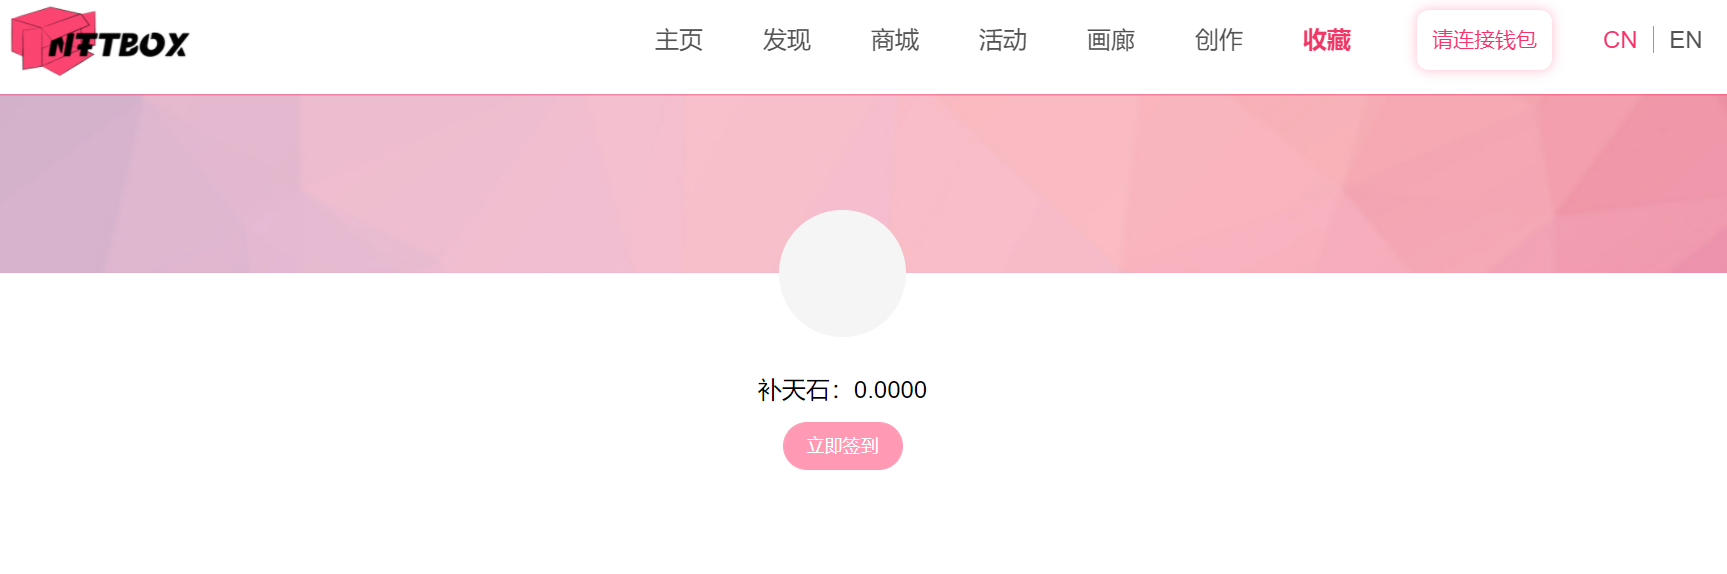 NFTBOX
主页 发现 商城 活动 画廊 创作 收藏 请连接钱包 CN EN
补天石：0.0000
立即签到